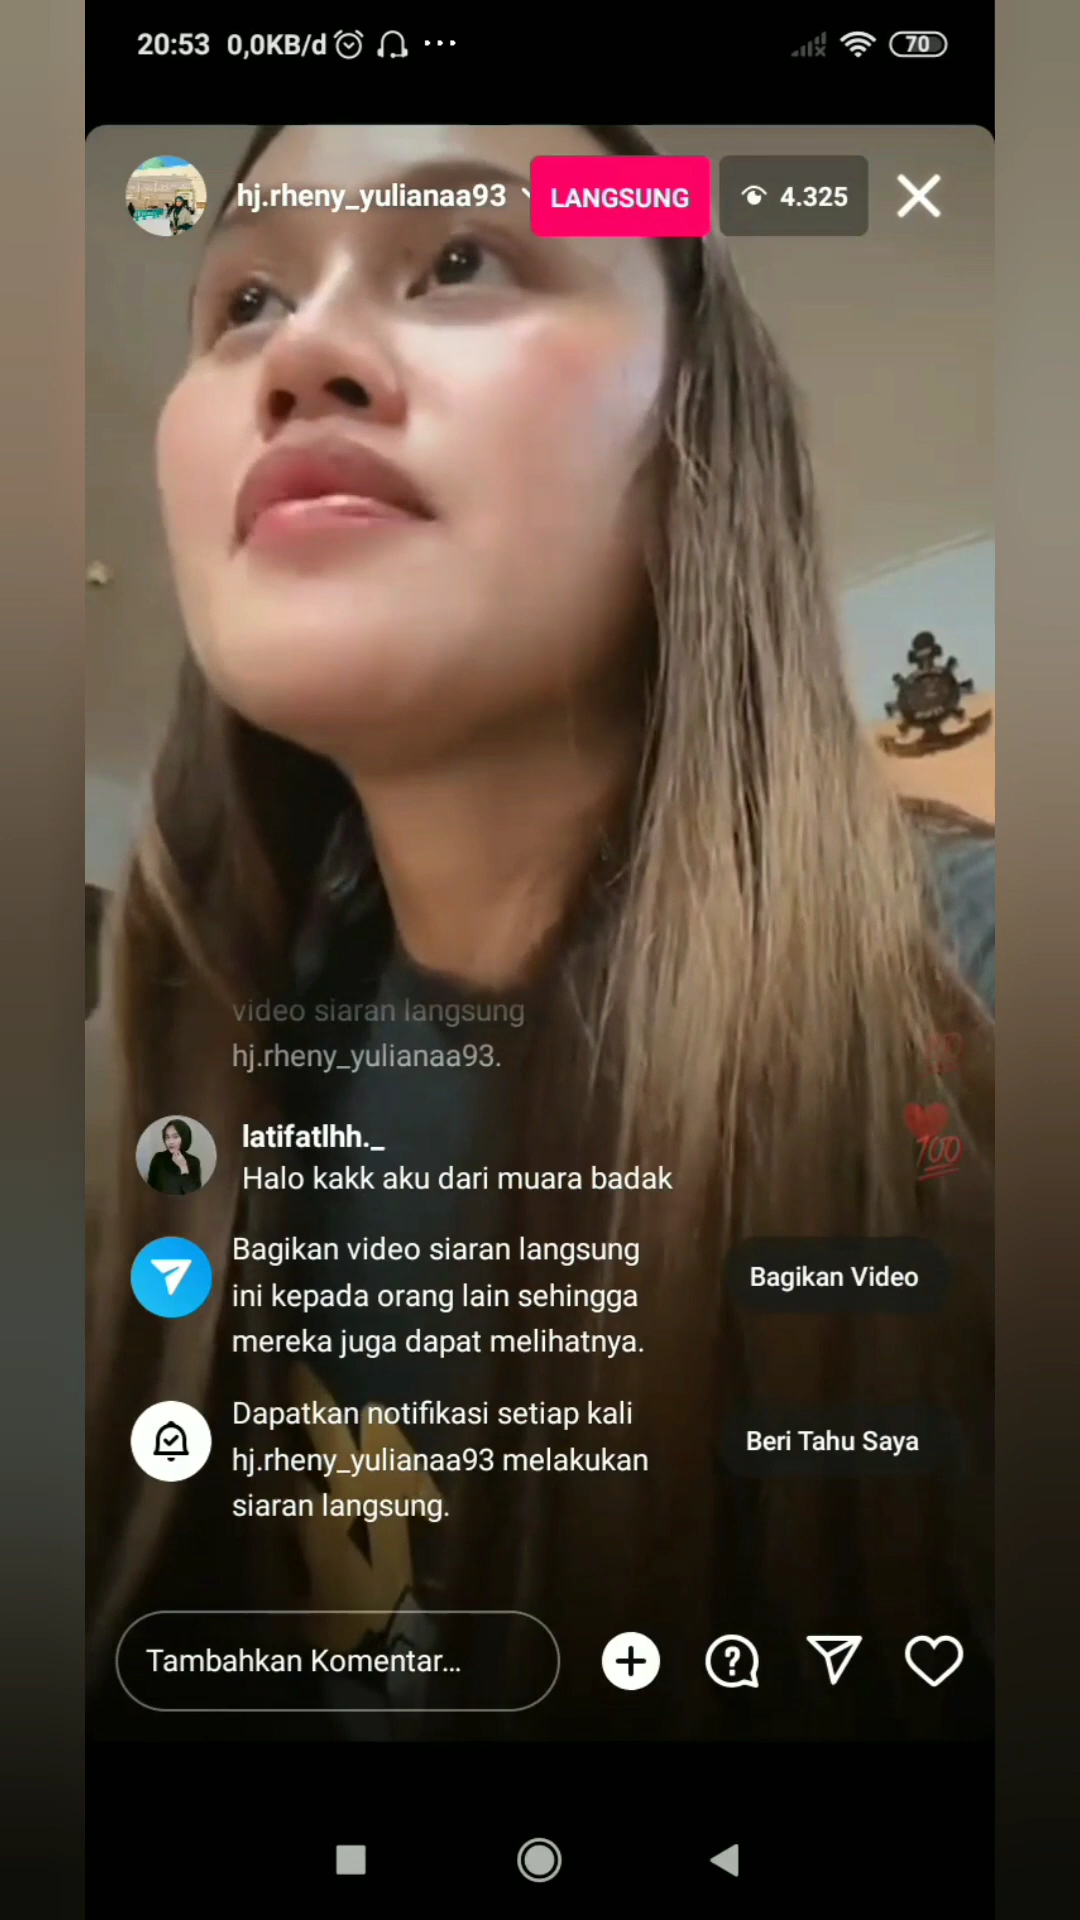 20:53 0,0KB/d
70
hj.rheny_yulianaa93
LANGSUNG
4.325
video siaran langsung
hj.rheny_yulianaa93.
latifatlhh._
Halo kakk aku dari muara badak
Bagikan video siaran langsung
ini kepada orang lain sehingga
mereka juga dapat melihatnya.
Bagikan Video
Dapatkan notifikasi setiap kali
hj.rheny_yulianaa93 melakukan
siaran langsung.
Beri Tahu Saya
100
Tambahkan Komentar...